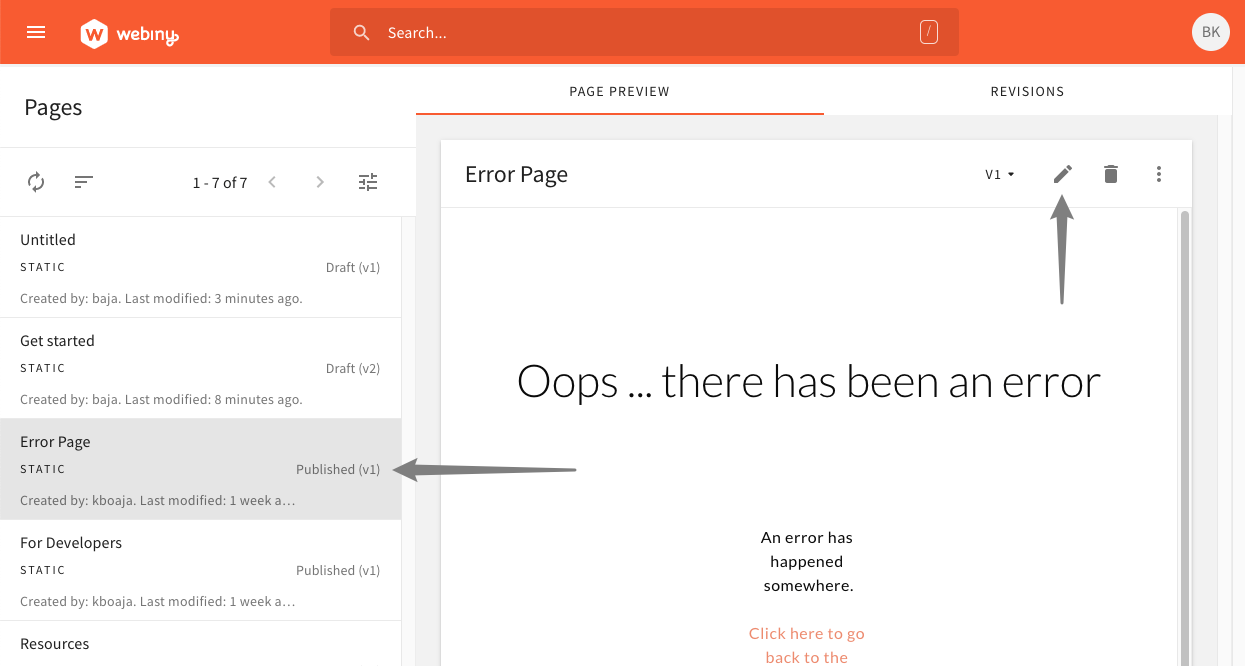 webiny
Search...
/
BK
Pages
PAGE PREVIEW
REVISIONS
1 - 7 of 7
Error Page
V1
Untitled
STATIC
Draft (v1)
Created by: baja. Last modified: 3 minutes ago.
Get started
STATIC
Draft (v2)
Created by: baja. Last modified: 8 minutes ago.
Error Page
STATIC
Published (v1)
Created by: kboaja. Last modified: 1 week a…
For Developers
STATIC
Published (v1)
Created by: kboaja. Last modified: 1 week a…
Resources
Oops ... there has been an error
An error has
happened
somewhere.
Click here to go
back to the